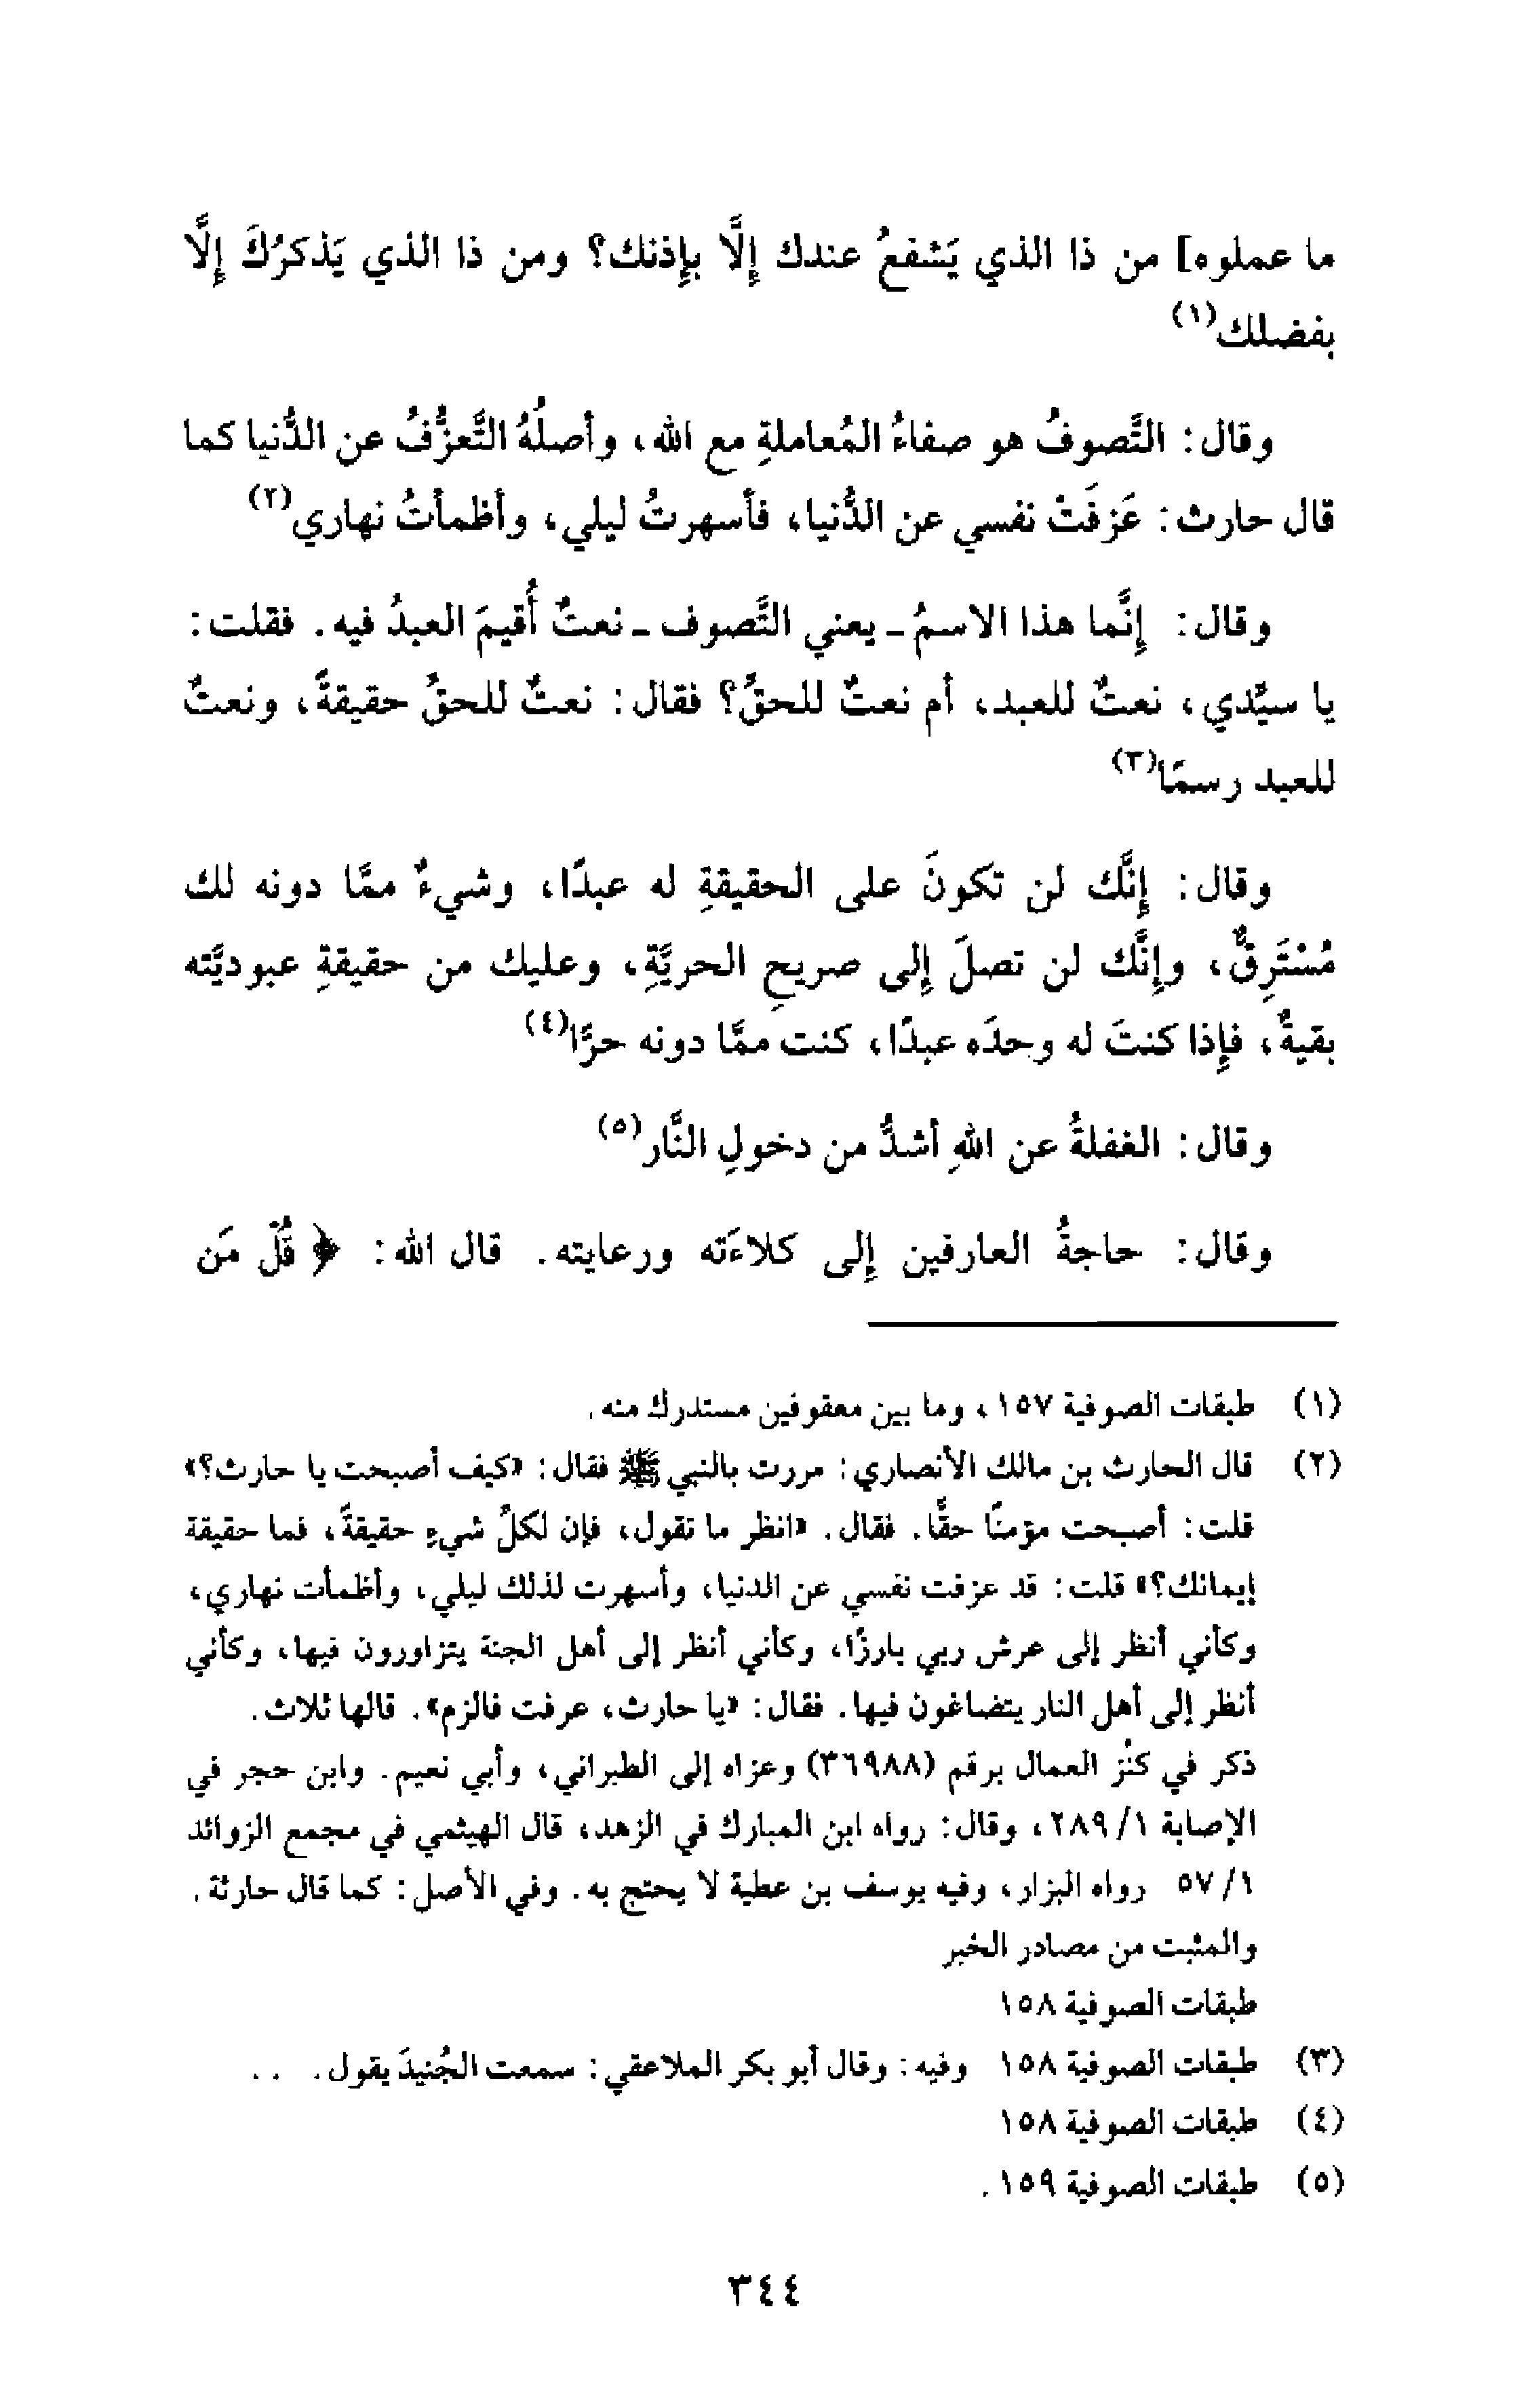 ما عملوه] من ذا الذي يَشفعُ عندك إِلَّا بإِذنك؟ ومن ذا الذي يَذكرُكَ إِلَّا
بفضلك(١)
وقال: التَّصوفُ هو صفاءُ المُعاملةِ مع الله، وأصلُهُ التَّعزُّفُ عن الدُّنيا كما
قال حارث: عَزفَتْ نفسي عن الدُّنيا، فأسهرتُ ليلي، وأظمأتُ نهاري(٢)
وقال: إِنَّما هذا الاسمُ - يعني التَّصوف - نعتٌ أُقيمَ العبدُ فيه. فقلت:
يا سيِّدي، نعتٌ للعبد، أم نعتٌ للحقِّ؟ فقال: نعتٌ للحقِّ حقيقةً، ونعتٌ
للعبد رسمًا(٣)
وقال: إِنَّك لن تكونَ على الحقيقةِ له عبدًا، وشيءٌ ممَّا دونه لك
مُسْتَرِقٌّ، وإِنَّك لن تصلَ إِلى صريحِ الحريَّةِ، وعليك من حقيقةِ عبوديَّته
بقيةٌ، فإِذا كنتَ له وحدَه عبدًا، كنت ممَّا دونه حرًّا(٤)
وقال: الغفلةُ عن اللهِ أشدُّ من دخولِ النَّار(٥)
وقال: حاجةُ العارفين إِلى كلاءَته ورعايته. قال الله: ﴿ قُلْ مَن
(١) طبقات الصوفية ١٥٧، وما بين معقوفين مستدرك منه.
(٢) قال الحارث بن مالك الأنصاري: مررت بالنبي ﷺ فقال: «كيف أصبحت يا حارث؟»
قلت: أصبحت مؤمنًا حقًّا. فقال. «انظر ما تقول، فإن لكلِّ شيءٍ حقيقةً، فما حقيقة
إيمانك؟» قلت: قد عزفت نفسي عن الدنيا، وأسهرت لذلك ليلي، وأظمأت نهاري،
وكأني أنظر إلى عرش ربي بارزًا، وكأني أنظر إلى أهل الجنة يتزاورون فيها، وكأني
أنظر إلى أهل النار يتضاغون فيها. فقال: «يا حارث، عرفت فالزم». قالها ثلاث.
ذكر في كنْز العمال برقم (٣٦٩٨٨) وعزاه إلى الطبراني، وأبي نعيم. وابن حجر في
الإصابة ١/ ٢٨٩، وقال: رواه ابن المبارك في الزهد، قال الهيثمي في مجمع الزوائد
١/ ٥٧ رواه البزار، وفيه يوسف بن عطية لا يحتج به. وفي الأصل: كما قال حارثة.
والمثبت من مصادر الخبر
طبقات الصوفية ١٥٨
(٣) طبقات الصوفية ١٥٨ وفيه: وقال أبو بكر الملاعقي: سمعت الجُنيدَ يقول. . .
(٤) طبقات الصوفية ١٥٨
(٥) طبقات الصوفية ١٥٩.
٣٤٤